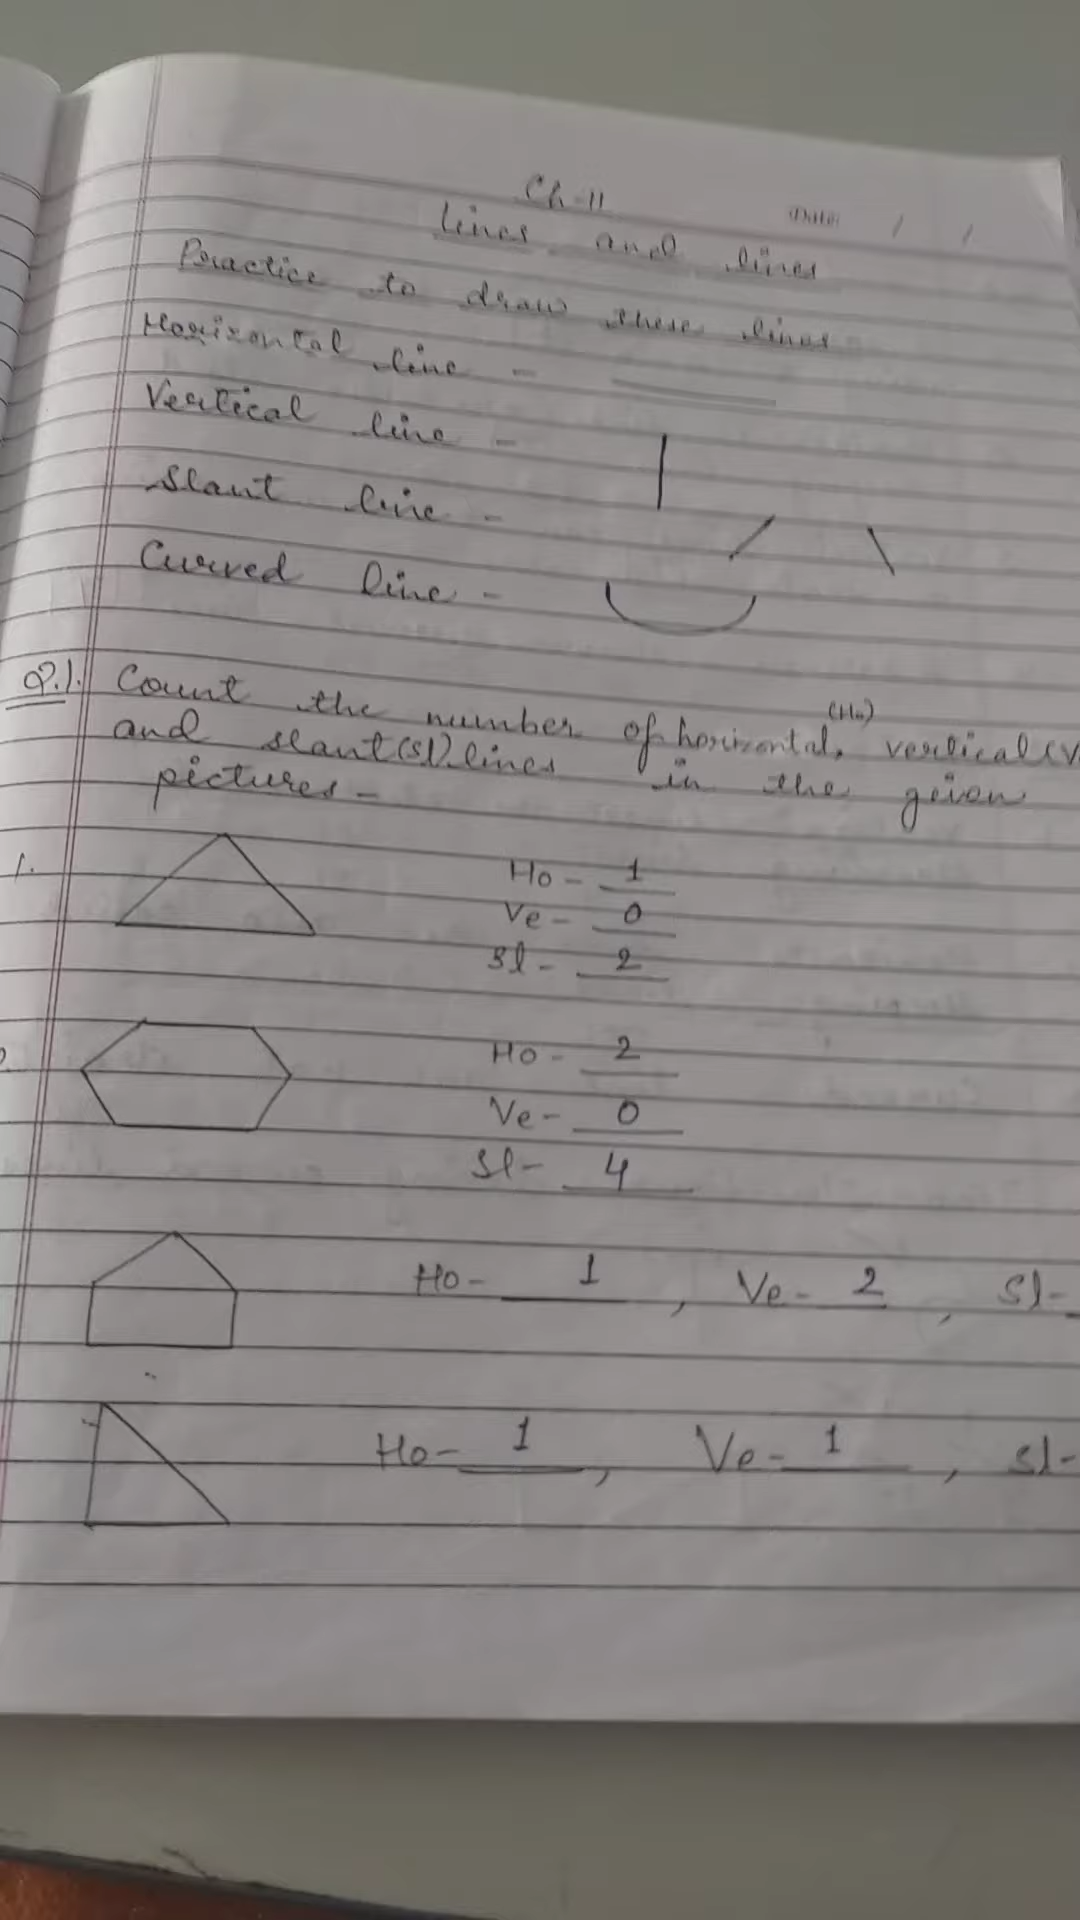 Ch-11
Date: / /
lines and lines
Practice to draw these lines
Horizontal line -
Vertical line -
Slant line -
Curved line -
Q.1. Count the number of horizontal, (Ho) vertical (V
and slant (Sl). lines in the given
pictures -
1.
Ho - 1
Ve - 0
Sl - 2
Ho - 2
Ve - 0
Sl - 4
Ho - 1, Ve - 2, Sl -
Ho - 1, Ve - 1, Sl -